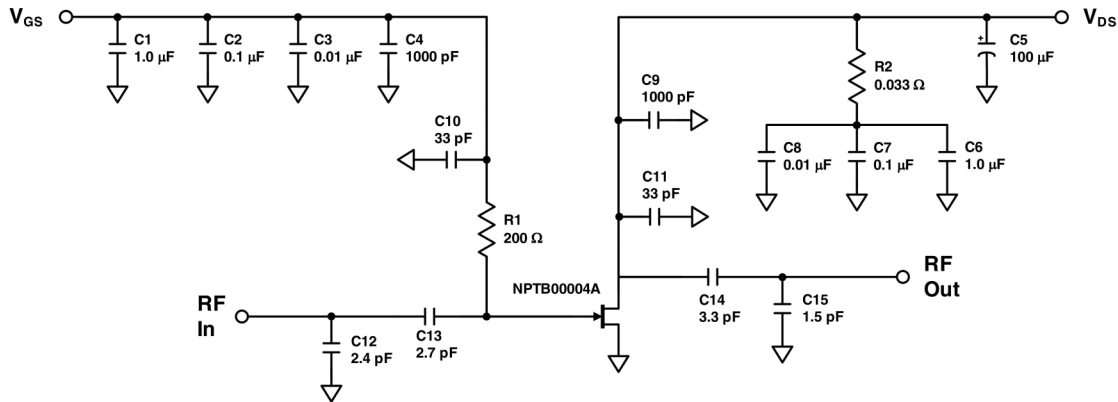 V_GS
C1
1.0 µF
C2
0.1 µF
C3
0.01 µF
C4
1000 pF
V_DS
C5
100 µF
+
R2
0.033 Ω
C9
1000 pF
C10
33 pF
C8
0.01 µF
C7
0.1 µF
C6
1.0 µF
C11
33 pF
R1
200 Ω
NPTB00004A
RF
In
C12
2.4 pF
C13
2.7 pF
C14
3.3 pF
C15
1.5 pF
RF
Out